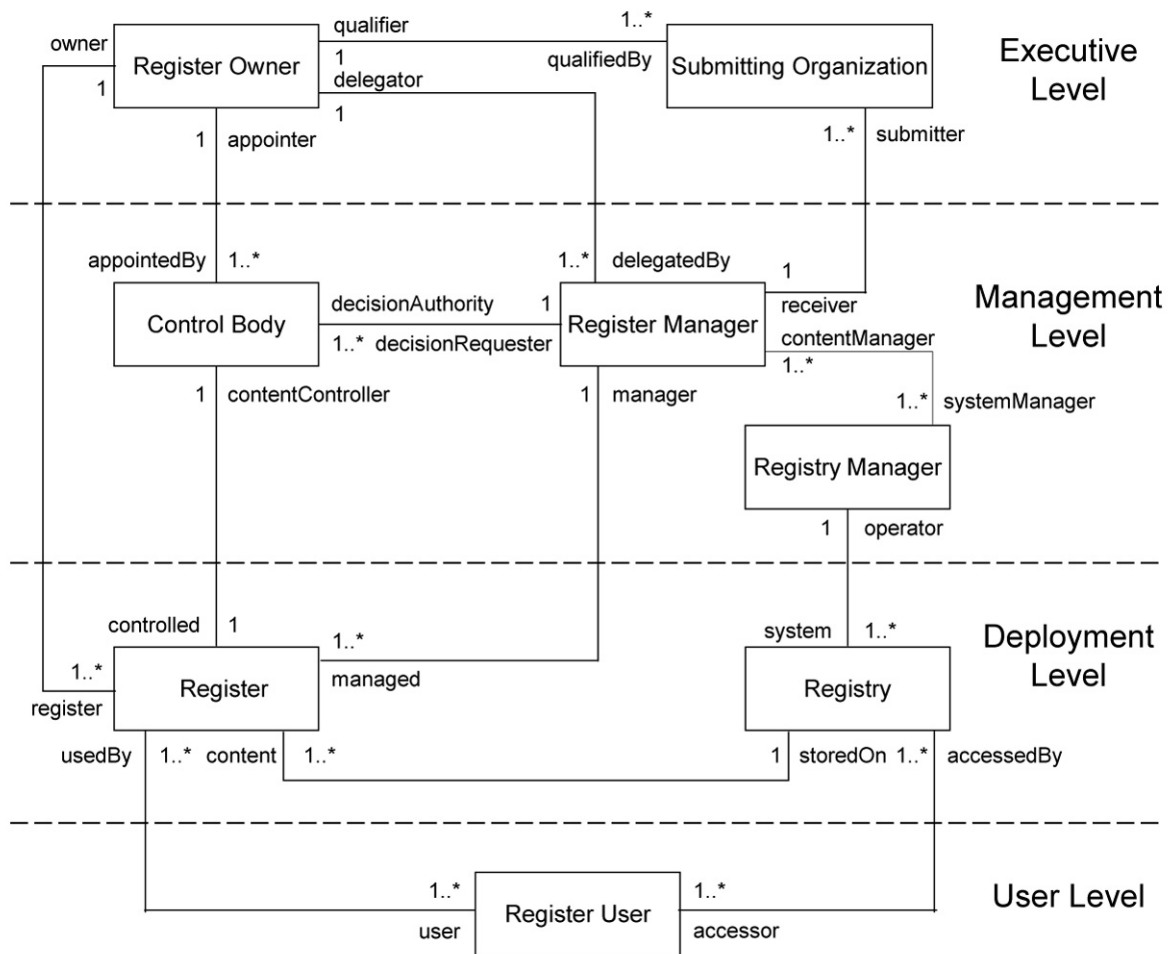 qualifier
1..*
owner
Register Owner
1
qualifiedBy
Submitting Organization
Executive
Level
1
delegator
1
1
appointer
1..*
submitter
appointedBy
1..*
1..*
delegatedBy
1
receiver
Control Body
decisionAuthority
1
1..*
decisionRequester
Register Manager
Management
Level
contentManager
1..*
1
contentController
1
manager
1..*
systemManager
Registry Manager
1
operator
controlled
1
1..*
managed
system
1..*
Deployment
Level
1..*
register
Register
Registry
usedBy
1..*
content
1..*
1
storedOn
1..*
accessedBy
1..*
user
Register User
1..*
accessor
User Level